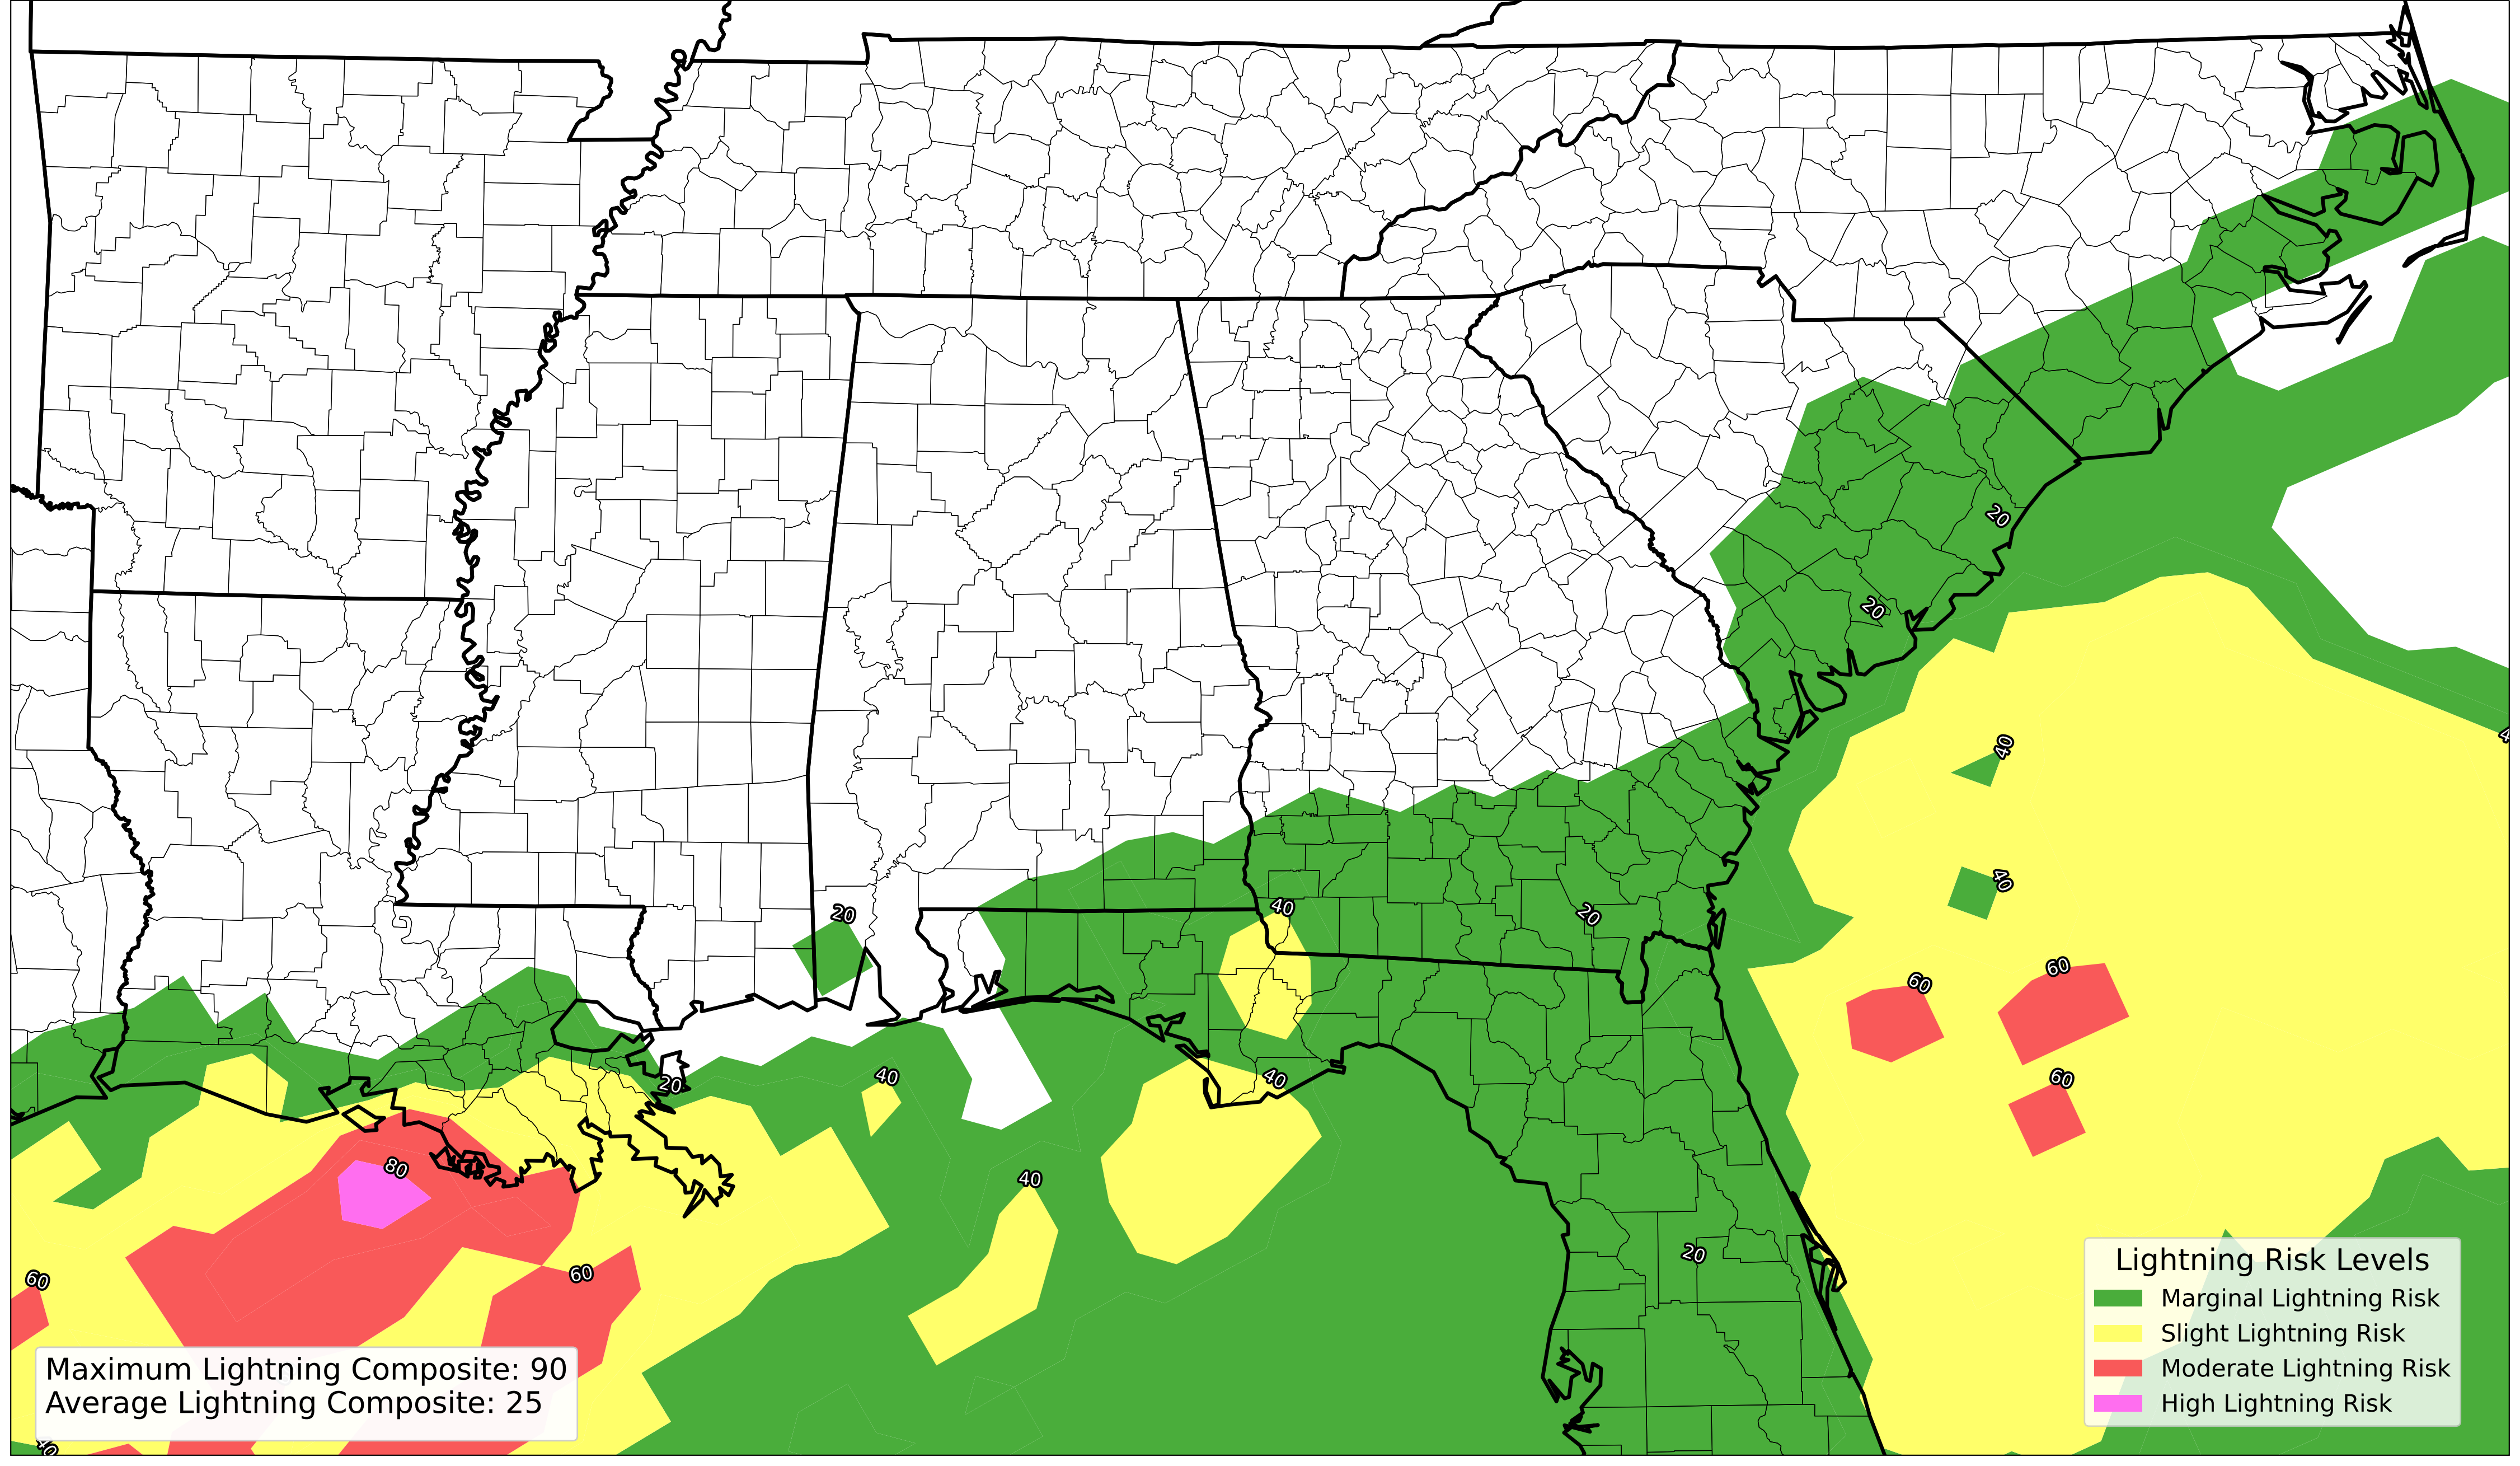 20
20
40
40
40
20
20
60
60
40
20
40
60
80
40
20
60
60
40
Lightning Risk Levels
Marginal Lightning Risk
Slight Lightning Risk
Moderate Lightning Risk
High Lightning Risk
Maximum Lightning Composite: 90
Average Lightning Composite: 25
40